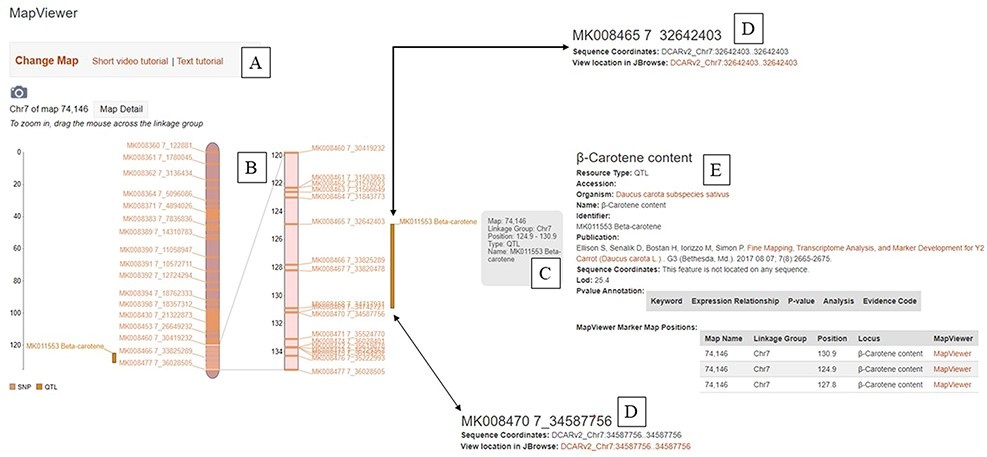 MapViewer
Change Map Short video tutorial | Text tutorial
A
Chr7 of map 74,146 Map Detail
To zoom in, drag the mouse across the linkage group
0
20
40
60
80
100
120
MK008360 7_122881
MK008361 7_1780045
MK008362 7_3136434
MK008364 7_5096086
MK008371 7_4894026
MK008383 7_7835836
MK008389 7_14310783
MK008390 7_11058947
MK008391 7_10572711
MK008392 7_12724294
MK008394 7_18762333
MK008398 7_18357312
MK008430 7_21322873
MK008453 7_26649232
MK008460 7_30419232
MK008466 7_33825289
MK008477 7_36028505
MK011553 Beta-carotene
SNP QTL
B
120
122
124
126
128
130
132
134
MK008460 7_30419232
MK008461 7_31503863
MK008464 7_31843773
MK008465 7_32642403
MK008466 7_33825289
MK008467 7_33820478
MK008470 7_34587756
MK008471 7_35524770
MK008476 7_35222993
MK008477 7_36028505
MK011553 Beta-carotene
Map: 74,146
Linkage Group: Chr7
Position: 124.9 - 130.9
Type: QTL
Name: MK011553 Beta-
carotene
C
MK008465 7_32642403
D
Sequence Coordinates: DCARv2_Chr7:32642403..32642403
View location in JBrowse: DCARv2_Chr7:32642403..32642403
β-Carotene content
E
Resource Type: QTL
Accession:
Organism: Daucus carota subspecies sativus
Name: β-Carotene content
Identifier:
MK011553 Beta-carotene
Publication:
Ellison S, Senalik D, Bostan H, Iorizzo M, Simon P. Fine Mapping, Transcriptome Analysis, and Marker Development for Y2
Carrot (Daucus carota L.). G3 (Bethesda, Md.). 2017 08 07; 7(8):2665-2675.
Sequence Coordinates: This feature is not located on any sequence.
Lod: 25.4
Pvalue Annotation:
Keyword Expression Relationship P-value Analysis Evidence Code
MapViewer Marker Map Positions:
Map Name Linkage Group Position Locus MapViewer
74,146 Chr7 130.9 β-Carotene content MapViewer
74,146 Chr7 124.9 β-Carotene content MapViewer
74,146 Chr7 127.8 β-Carotene content MapViewer
MK008470 7_34587756
D
Sequence Coordinates: DCARv2_Chr7:34587756..34587756
View location in JBrowse: DCARv2_Chr7:34587756..34587756